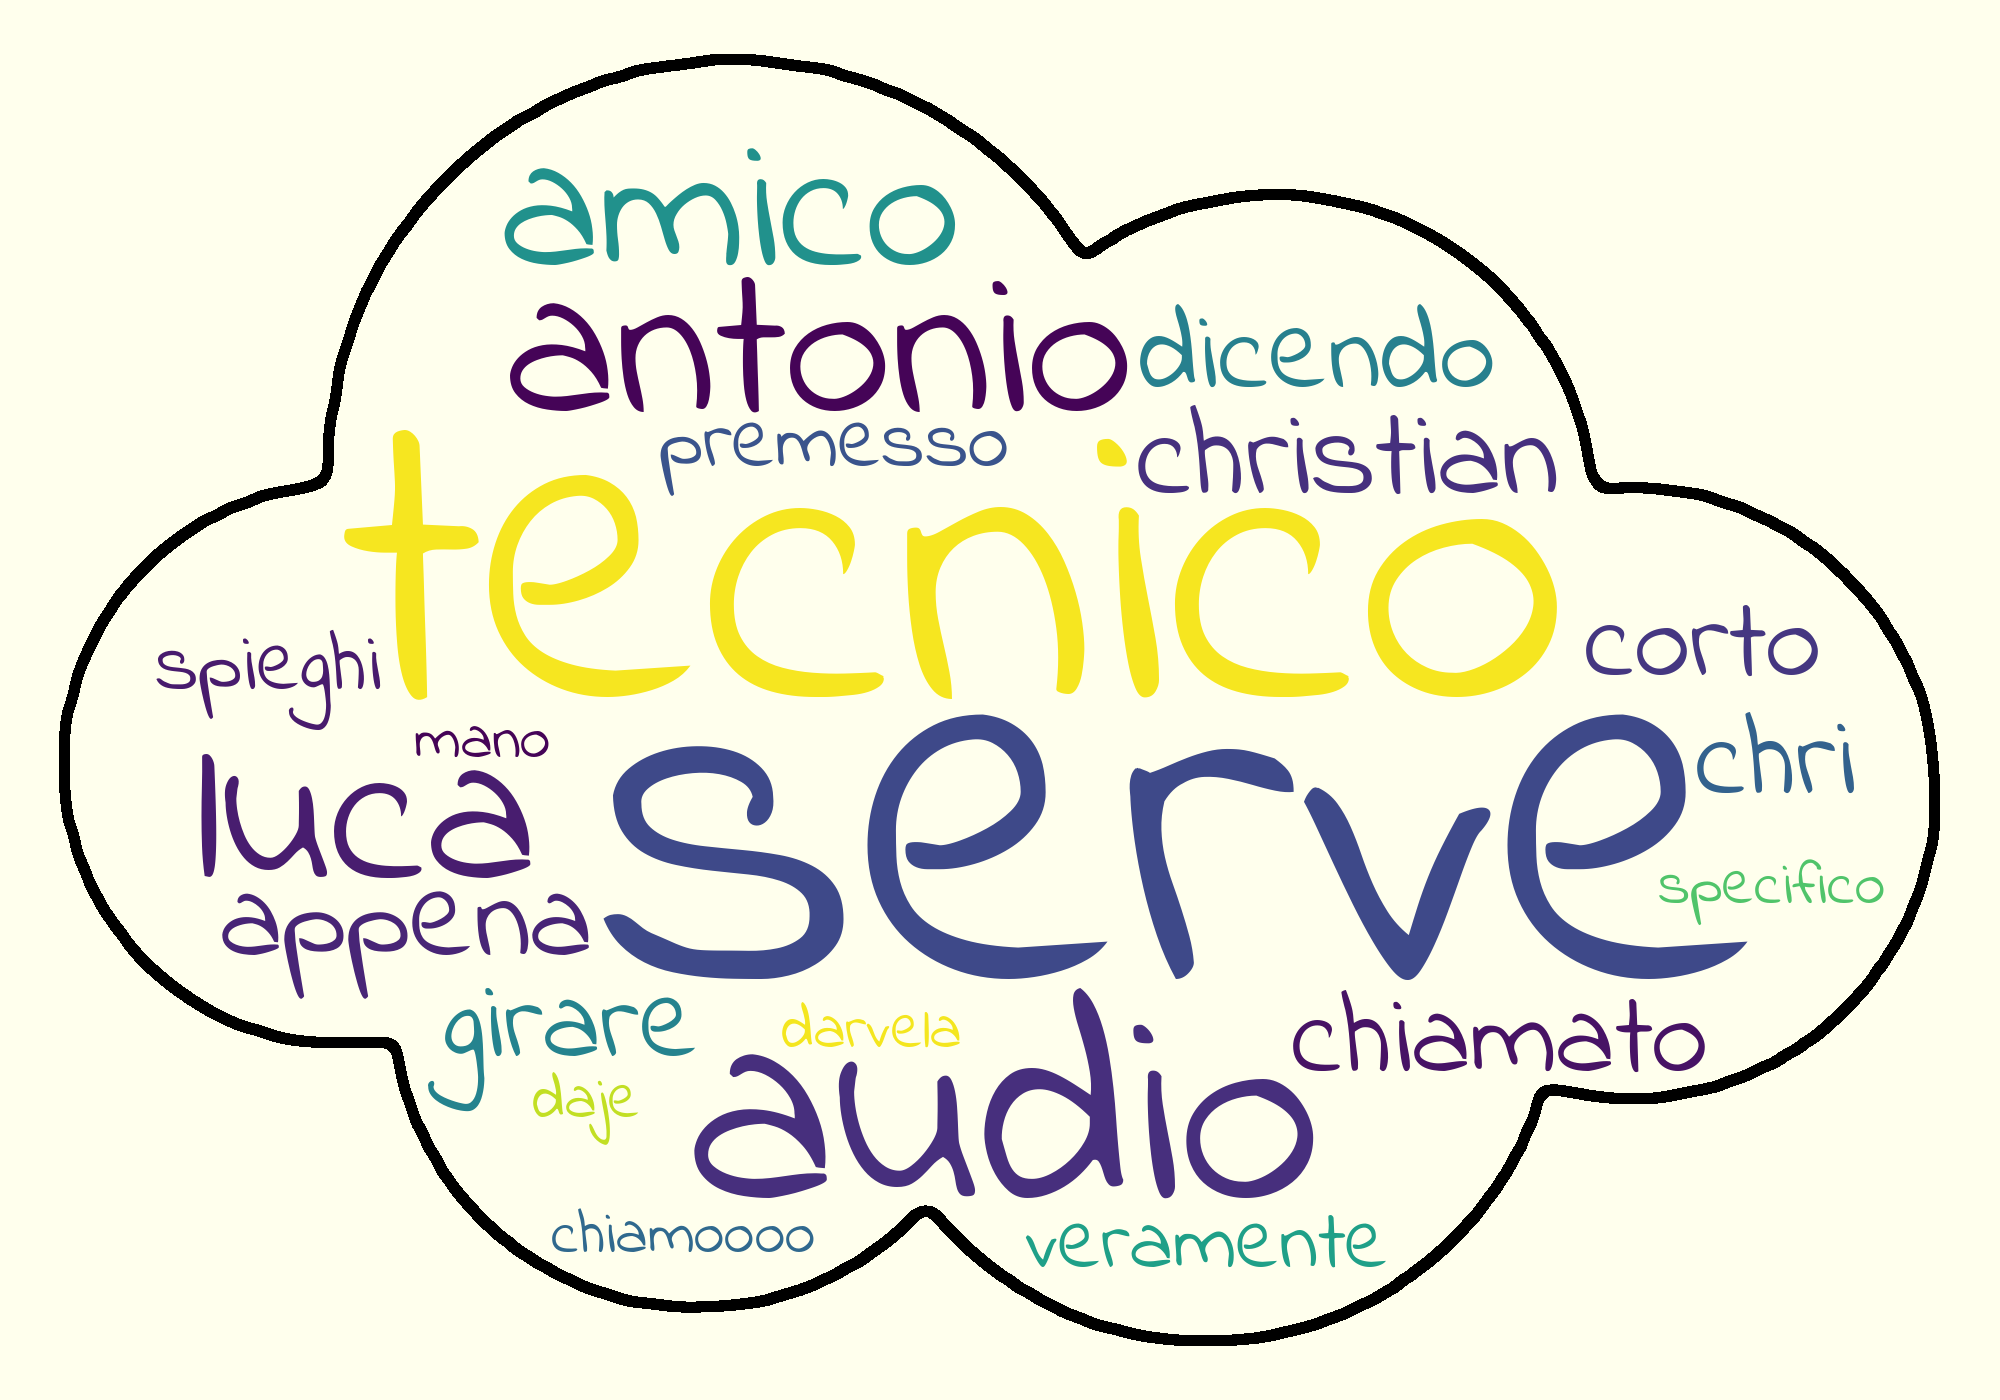 amico
antonio dicendo
premesso christian
tecnico
spieghi corto
mano chri
luca serve
appena specifico
girare darvela chiamato
daje audio
chiamoooo veramente